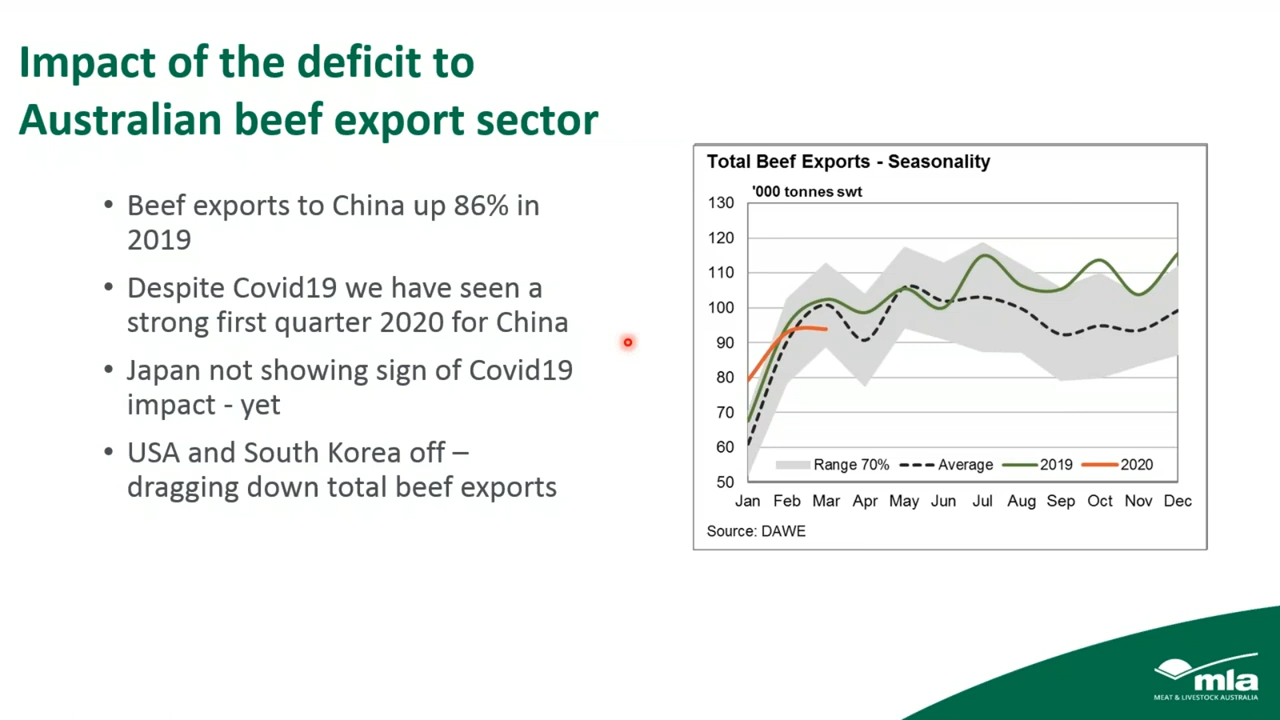 Impact of the deficit to
Australian beef export sector
• Beef exports to China up 86% in
2019
• Despite Covid19 we have seen a
strong first quarter 2020 for China
• Japan not showing sign of Covid19
impact - yet
• USA and South Korea off –
dragging down total beef exports
Total Beef Exports - Seasonality
'000 tonnes swt
130
120
110
100
90
80
70
60
50
Range 70% Average 2019 2020
Jan Feb Mar Apr May Jun Jul Aug Sep Oct Nov Dec
Source: DAWE
mla
MEAT & LIVESTOCK AUSTRALIA